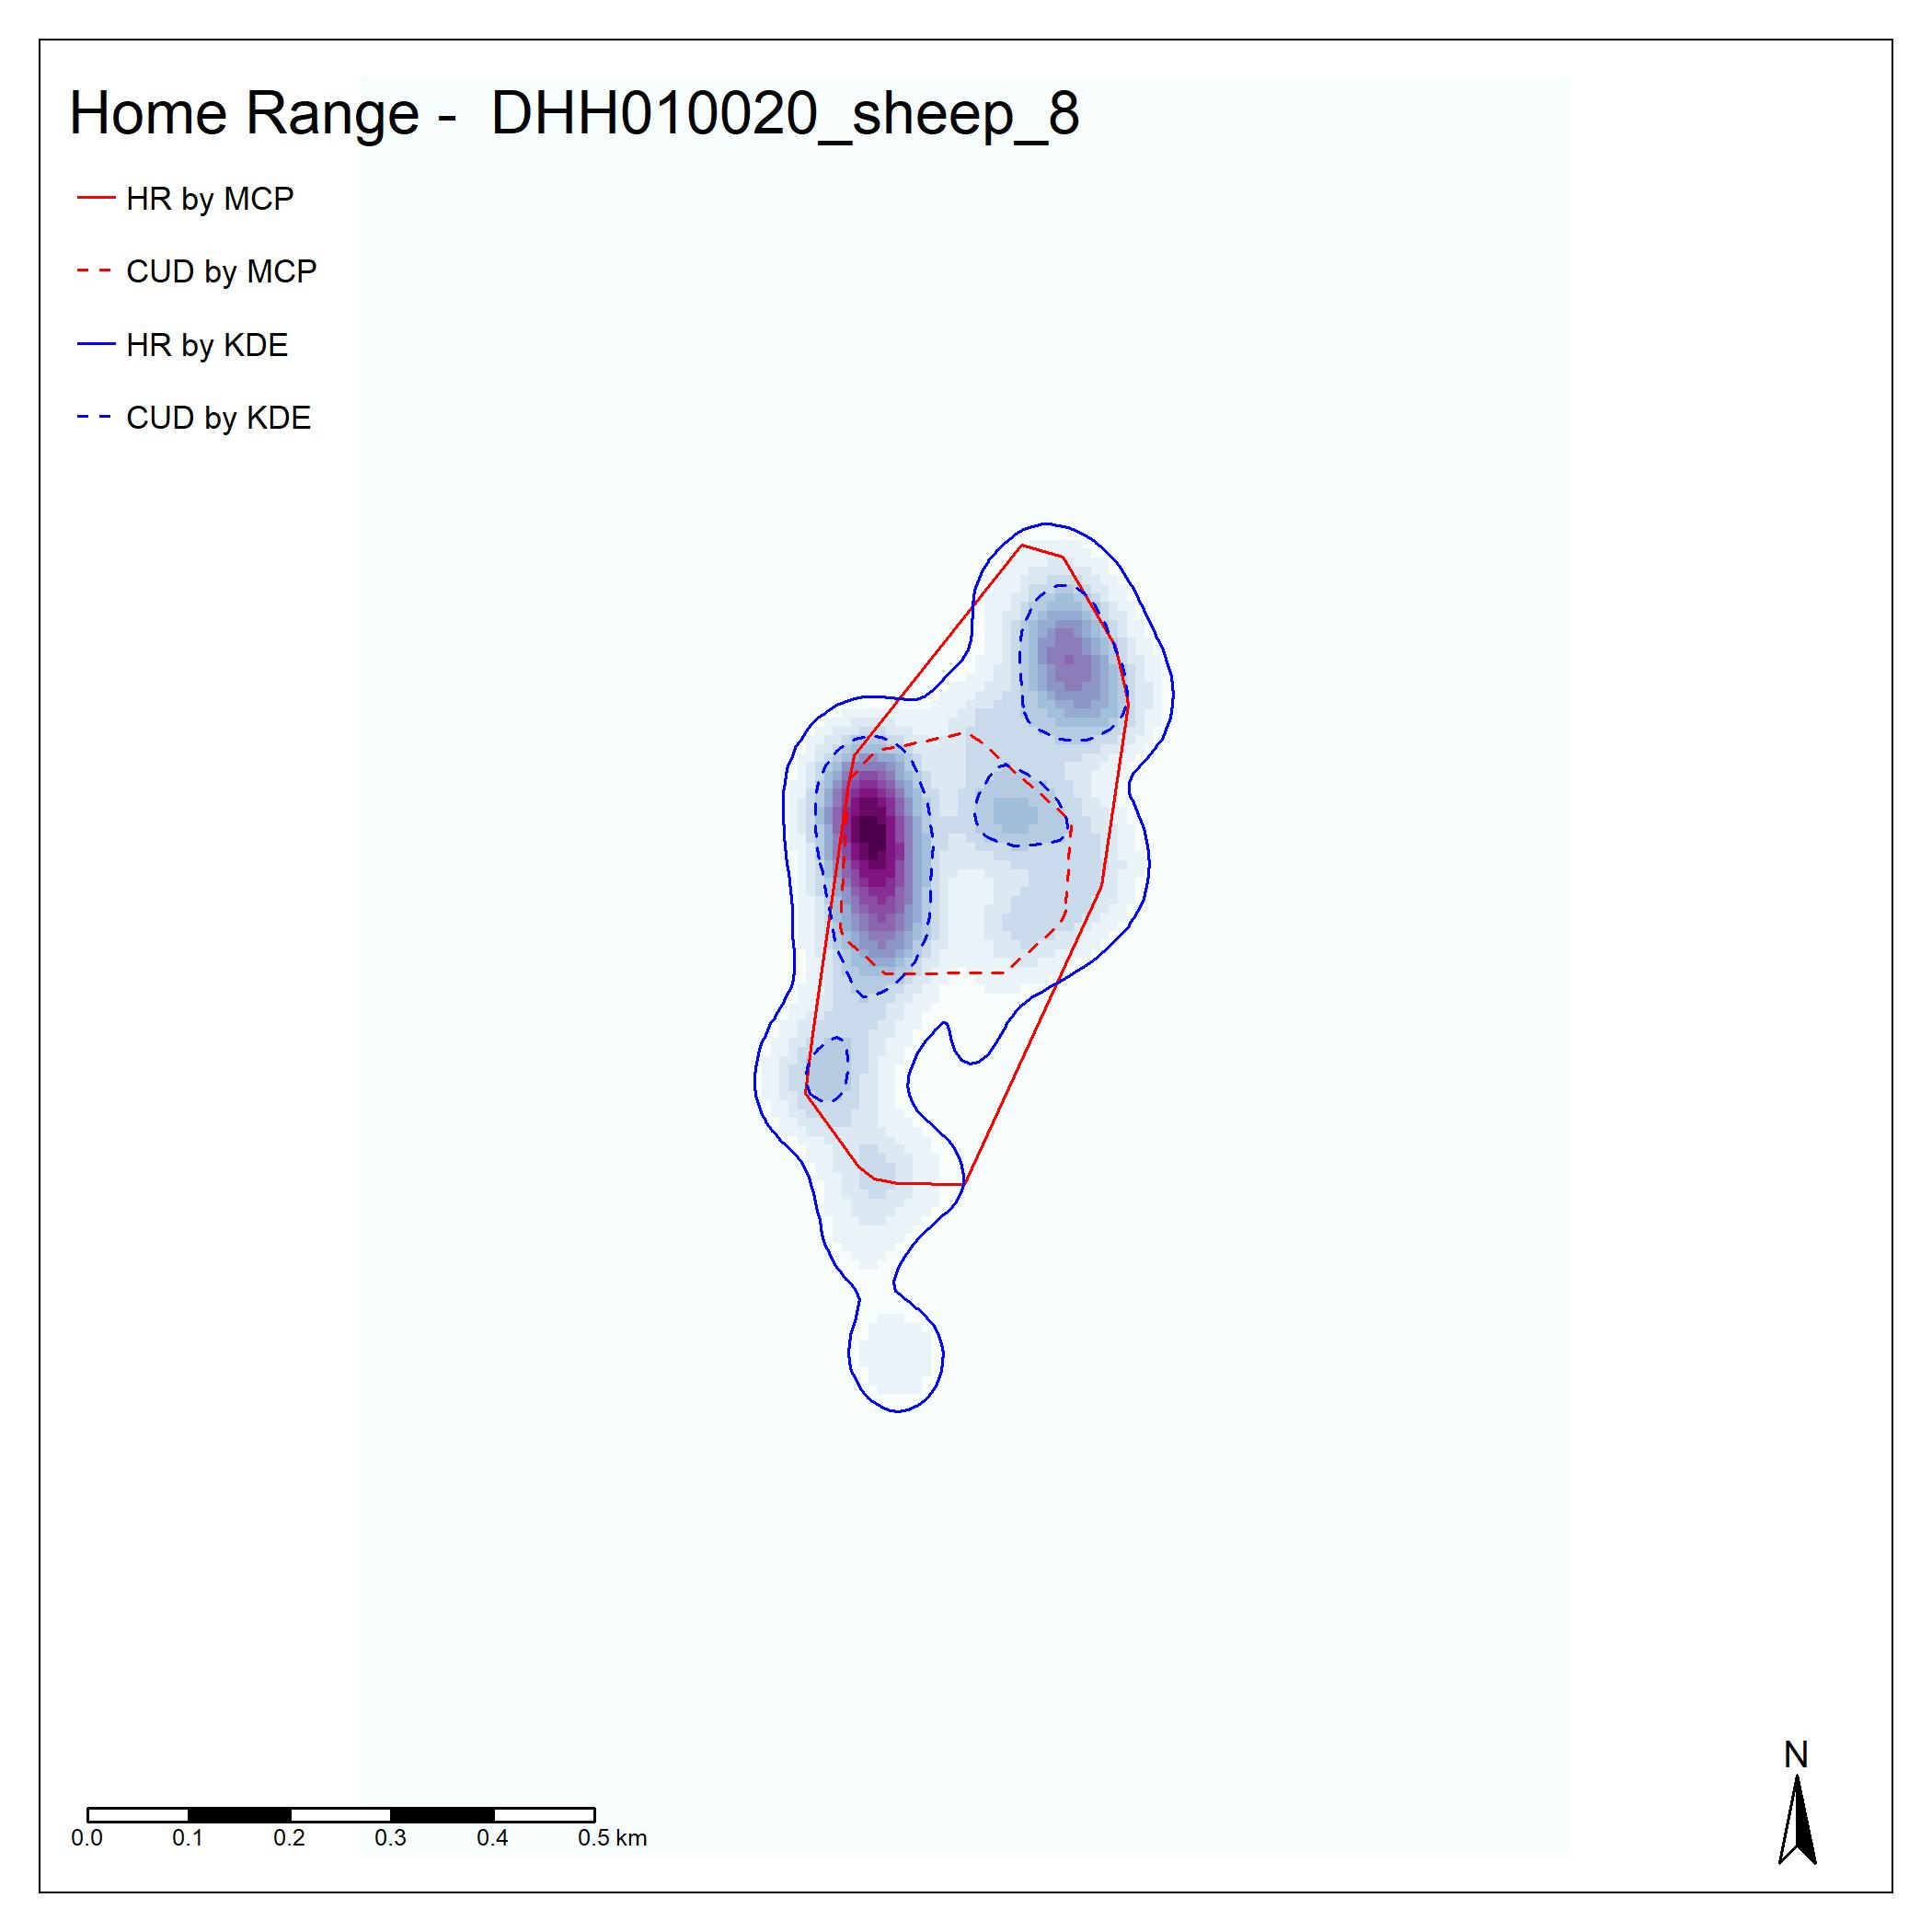 Home Range - DHH010020_sheep_8
HR by MCP
CUD by MCP
HR by KDE
CUD by KDE
N
0.0 0.1 0.2 0.3 0.4 0.5 km